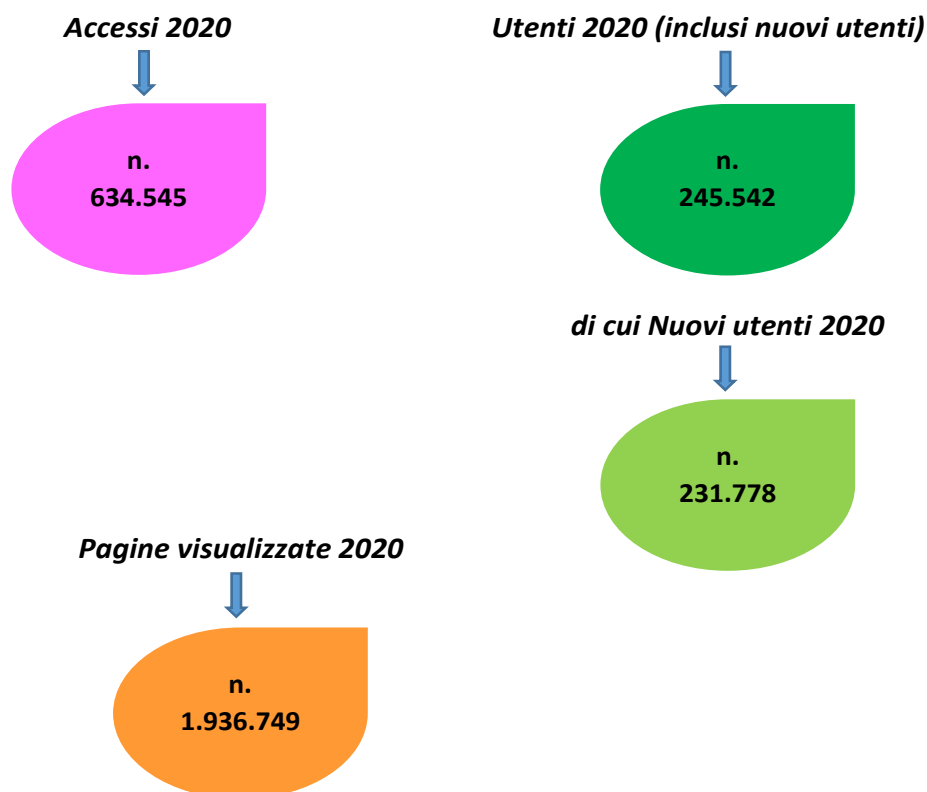 Accessi 2020
n.
634.545
Utenti 2020 (inclusi nuovi utenti)
n.
245.542
di cui Nuovi utenti 2020
n.
231.778
Pagine visualizzate 2020
n.
1.936.749